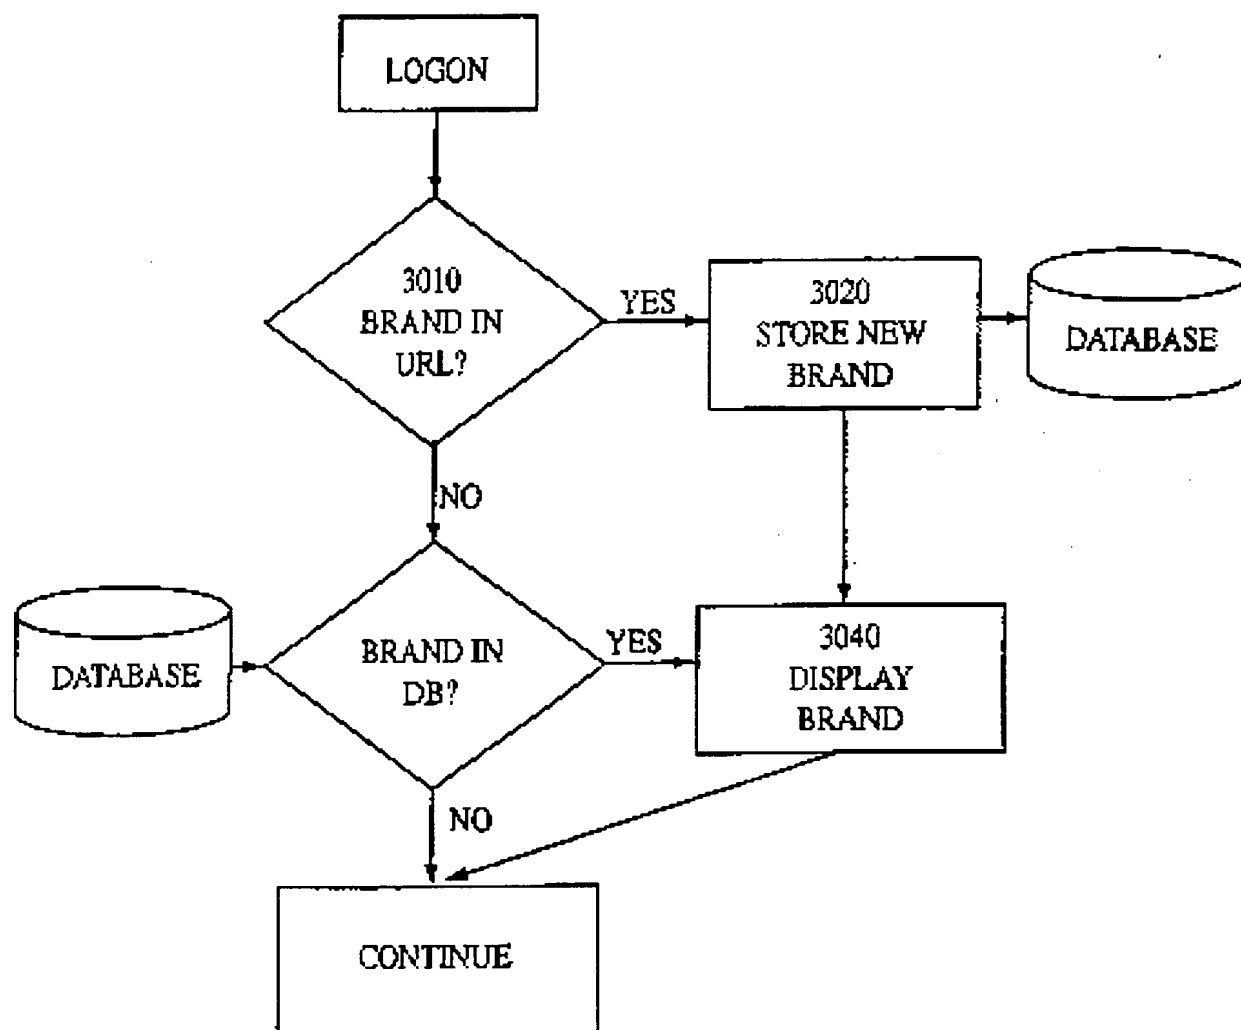 LOGON
3010
BRAND IN
URL?
YES
3020
STORE NEW
BRAND
DATABASE
NO
DATABASE
BRAND IN
DB?
YES
3040
DISPLAY
BRAND
NO
CONTINUE